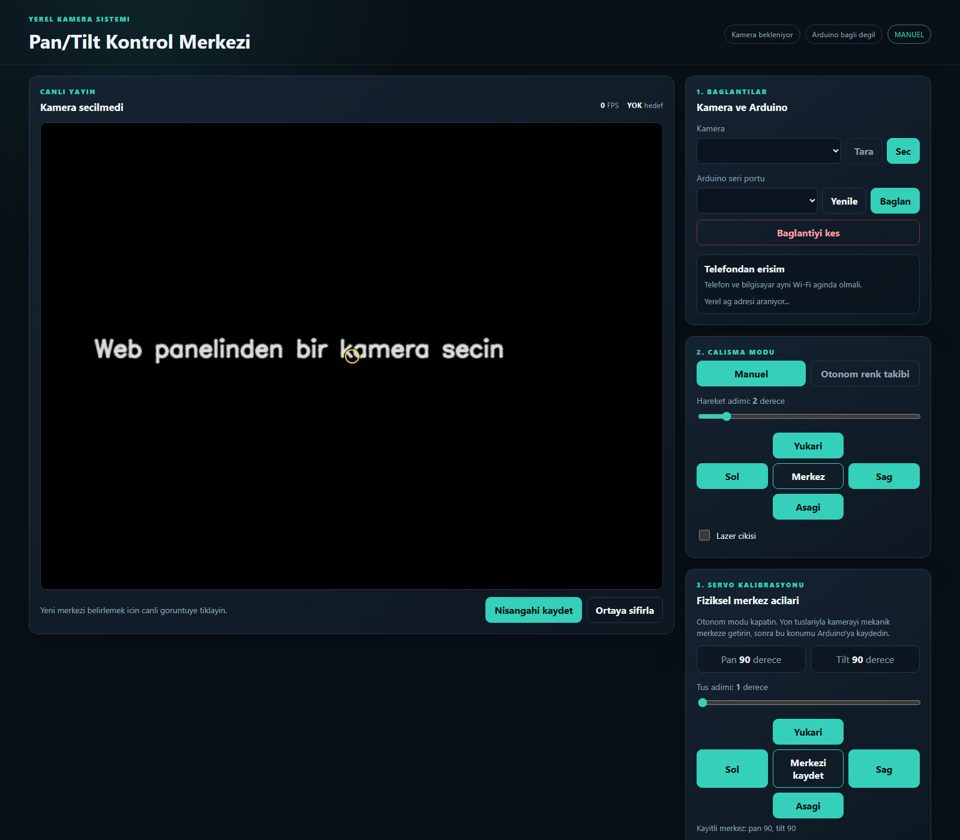 YEREL KAMERA SISTEMI
Pan/Tilt Kontrol Merkezi
Kamera bekleniyor
Arduino bagli degil
MANUEL
CANLI YAYIN
Kamera secilmedi
0 FPS YOK hedef
Web panelinden bir kamera secin
Yeni merkezi belirlemek icin canli goruntuye tiklayin.
Nisangahi kaydet
Ortaya sifirla
1. BAGLANTILAR
Kamera ve Arduino
Kamera
Tara
Sec
Arduino seri portu
Yenile
Baglan
Baglantiyi kes
Telefondan erisim
Telefon ve bilgisayar ayni Wi-Fi aginda olmali.
Yerel ag adresi araniyor...
2. CALISMA MODU
Manuel
Otonom renk takibi
Hareket adimi: 2 derece
Yukari
Sol
Merkez
Sag
Asagi
Lazer cikisi
3. SERVO KALIBRASYONU
Fiziksel merkez acilari
Otonom modu kapatin. Yon tuslariyla kamerayi mekanik
merkeze getirin, sonra bu konumu Arduino'ya kaydedin.
Pan 90 derece
Tilt 90 derece
Tus adimi: 1 derece
Yukari
Sol
Merkezi
kaydet
Sag
Asagi
Kayitli merkez: pan 90, tilt 90